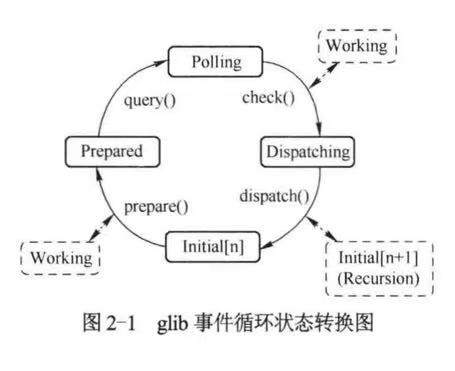 Working
Polling
query()
check()
Prepared
Dispatching
prepare()
dispatch()
Working
Initial[n]
Initial[n+1]
(Recursion)
图 2-1 glib 事件循环状态转换图